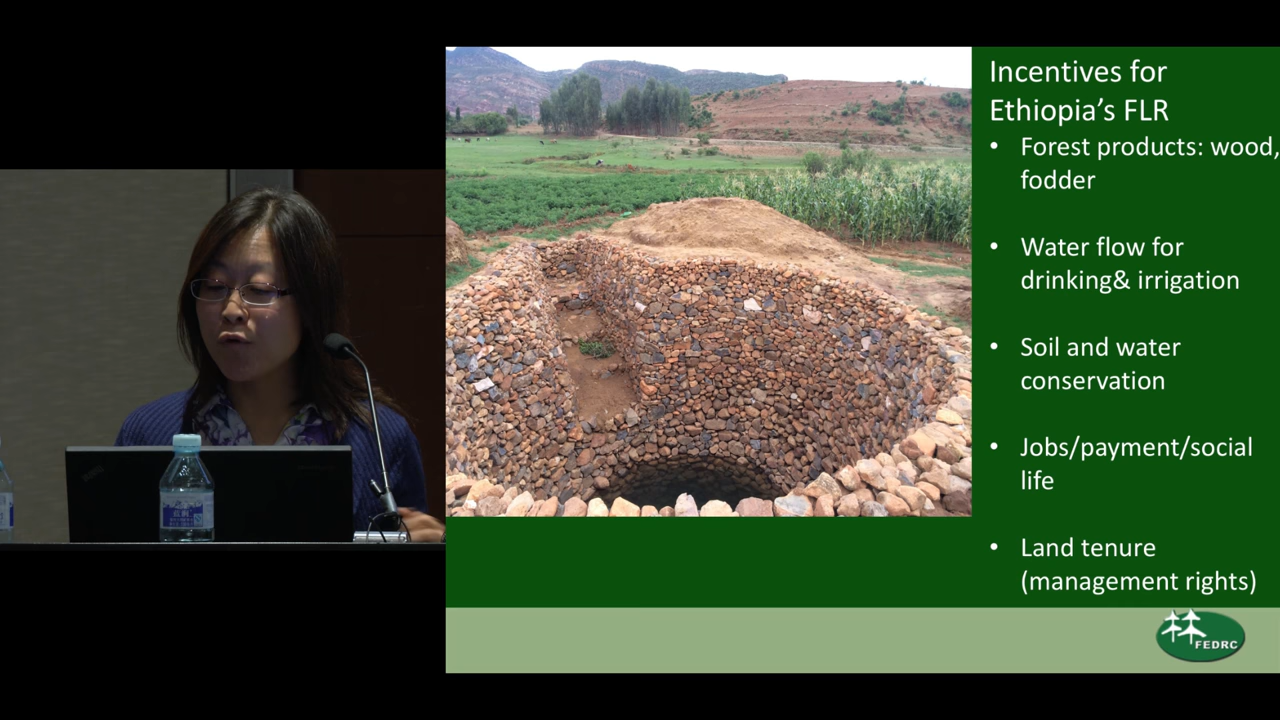 Incentives for
Ethiopia's FLR
• Forest products: wood,
fodder
• Water flow for
drinking& irrigation
• Soil and water
conservation
• Jobs/payment/social
life
• Land tenure
(management rights)
FEDRC